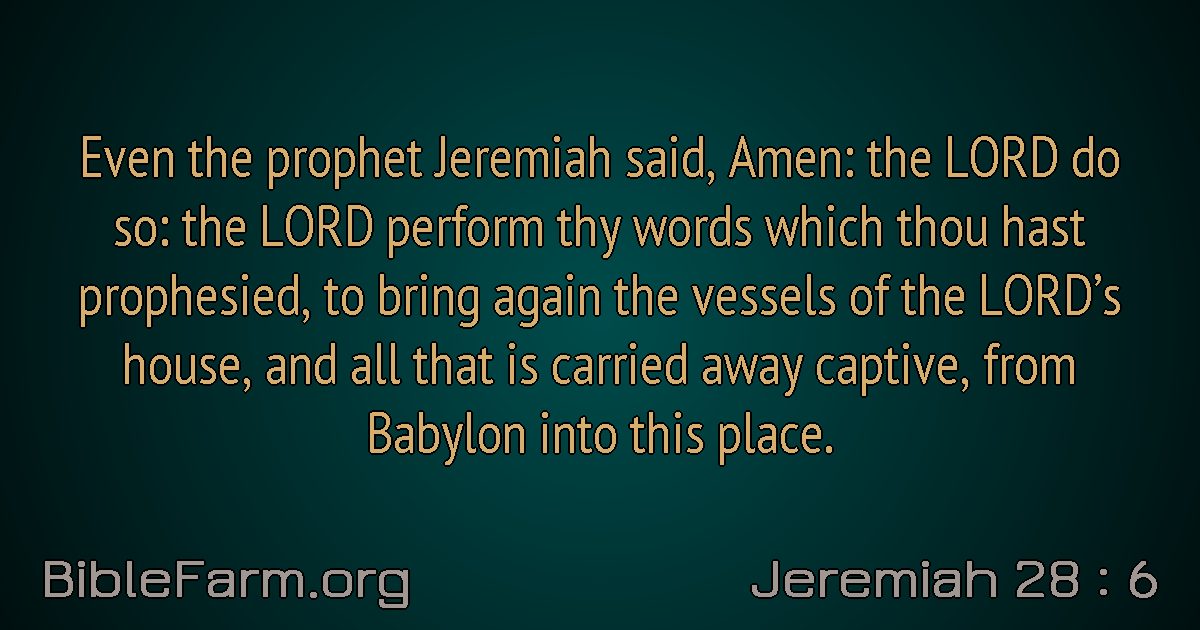 Even the prophet Jeremiah said, Amen: the LORD do
so: the LORD perform thy words which thou hast
prophesied, to bring again the vessels of the LORD’s
house, and all that is carried away captive, from
Babylon into this place.
BibleFarm.org
Jeremiah 28 : 6